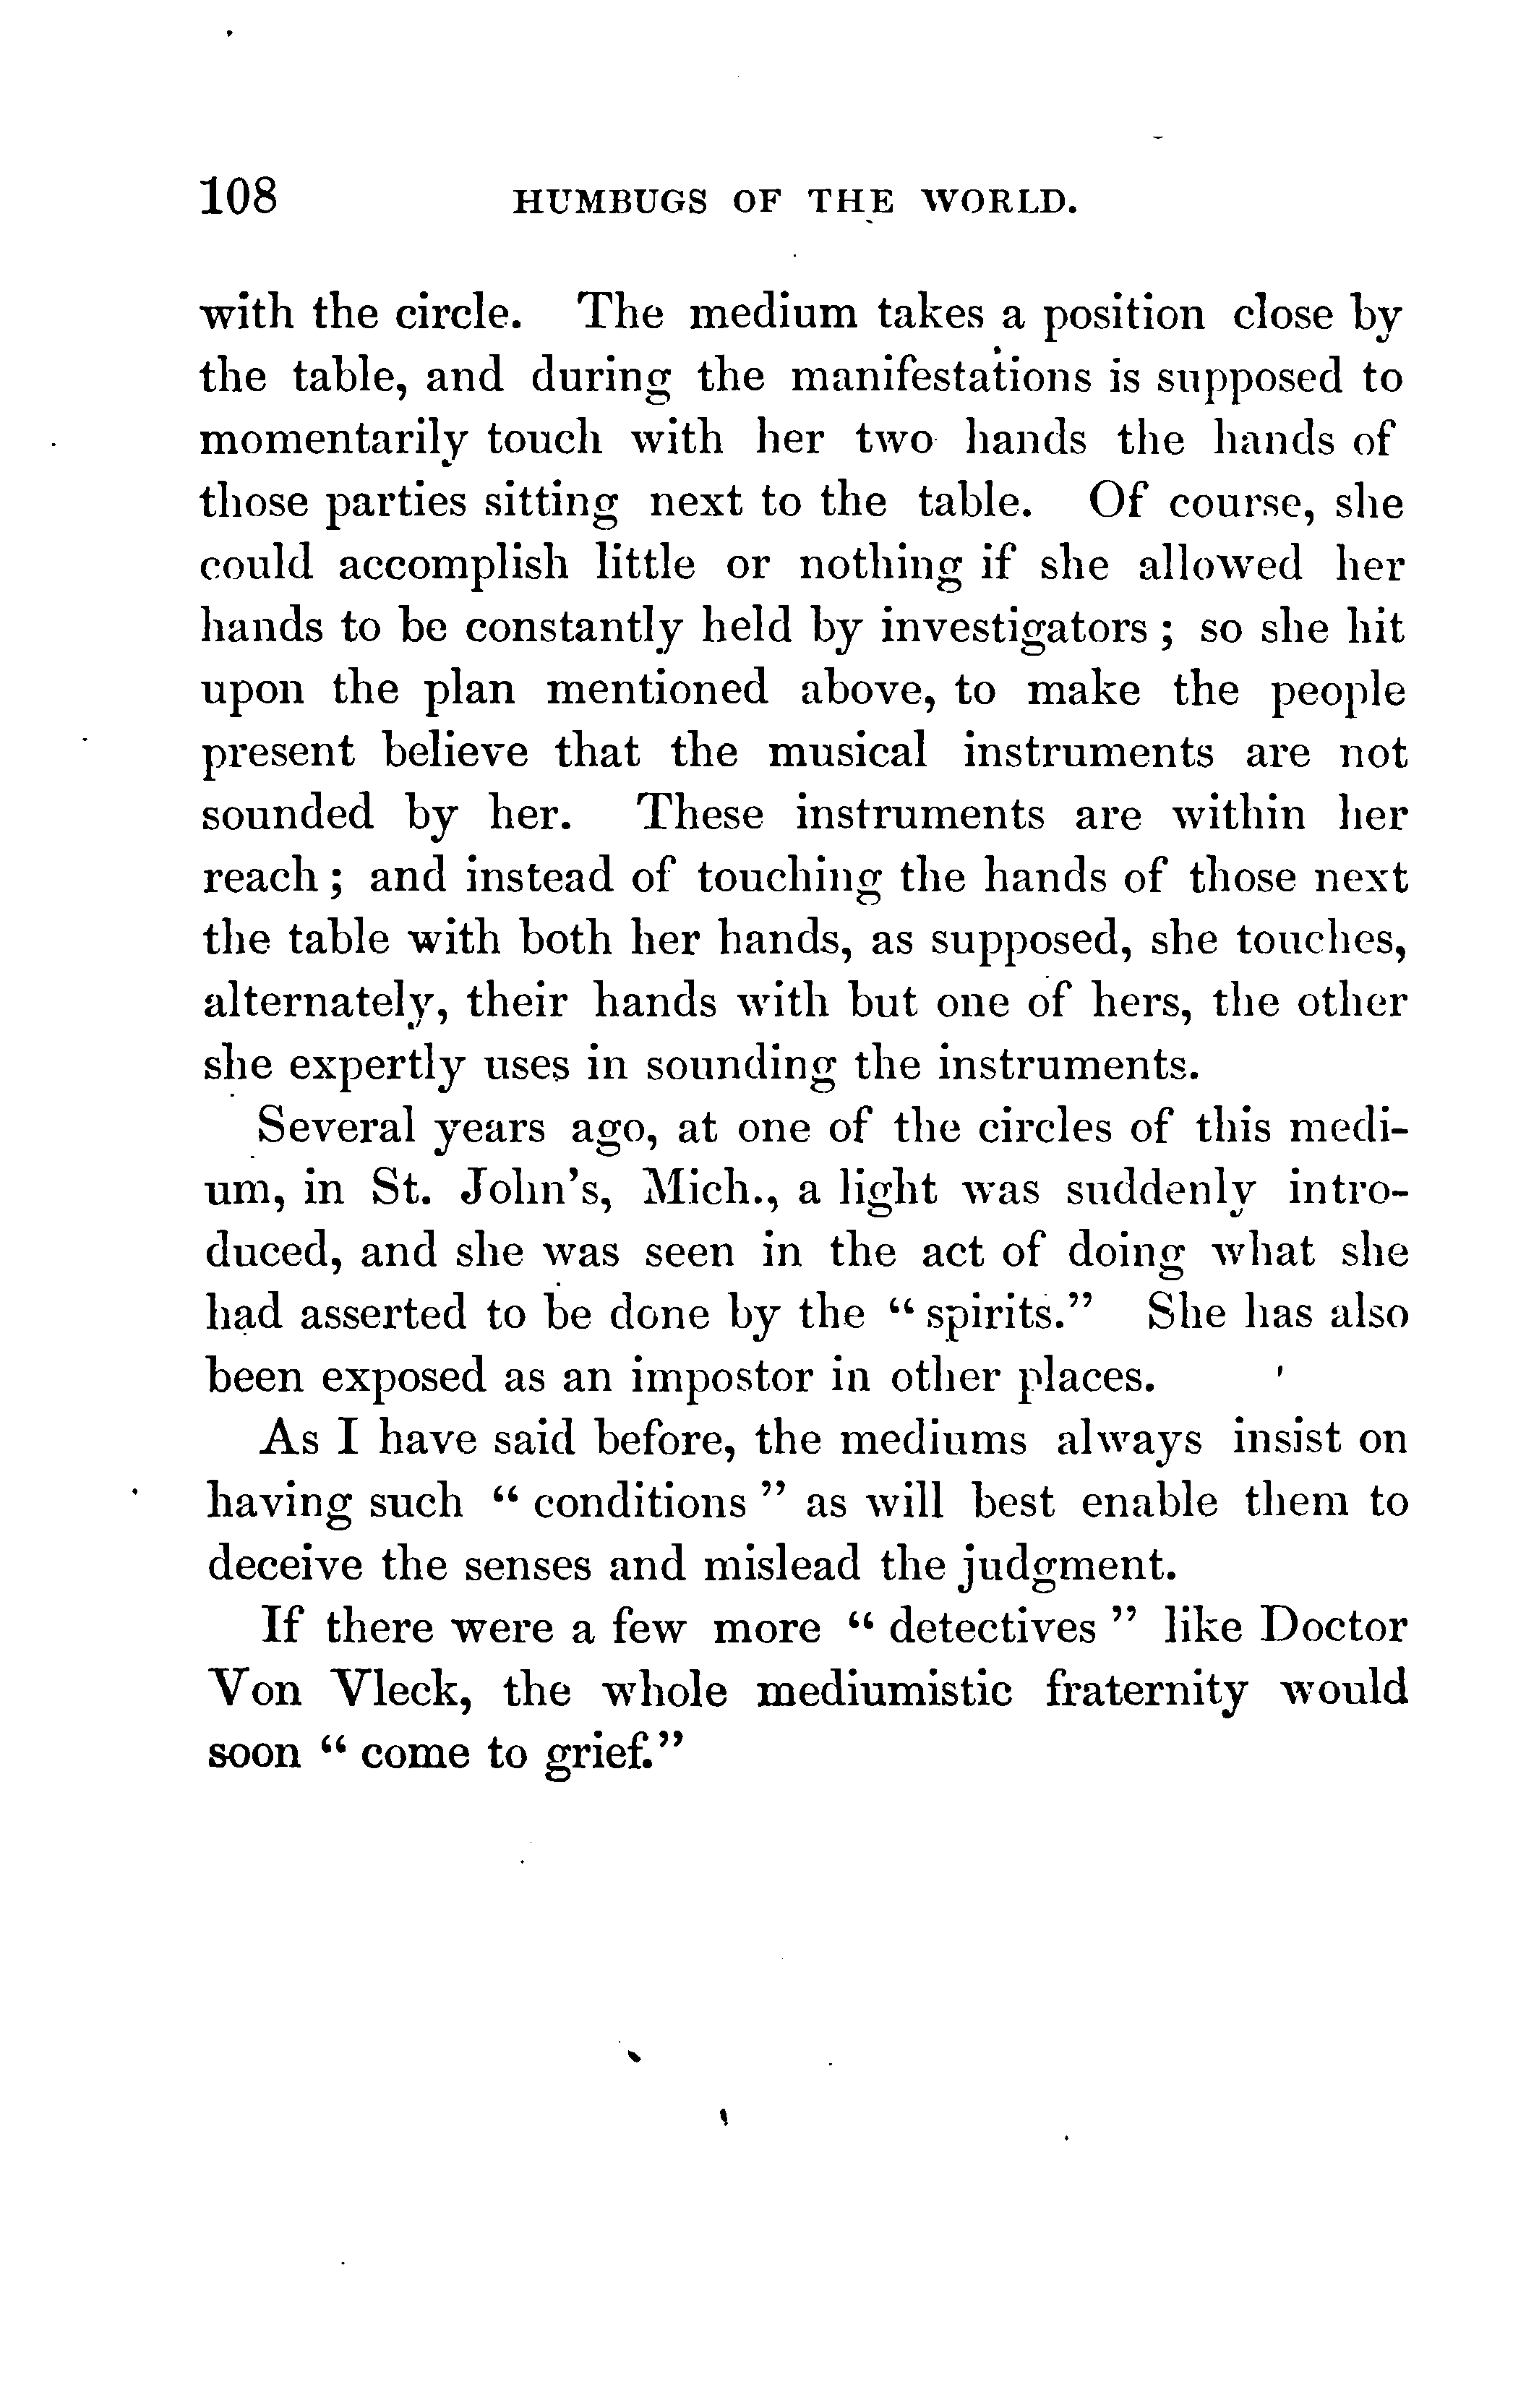 108 HUMBUGS OF THE WORLD.
with the circle. The medium takes a position close by
the table, and during the manifestations is supposed to
momentarily touch with her two hands the hands of
those parties sitting next to the table. Of course, she
could accomplish little or nothing if she allowed her
hands to be constantly held by investigators ; so she hit
upon the plan mentioned above, to make the people
present believe that the musical instruments are not
sounded by her. These instruments are within her
reach ; and instead of touching the hands of those next
the table with both her hands, as supposed, she touches,
alternately, their hands with but one of hers, the other
she expertly uses in sounding the instruments.
Several years ago, at one of the circles of this medi-
um, in St. John's, Mich., a light was suddenly intro-
duced, and she was seen in the act of doing what she
had asserted to be done by the “ spirits.” She has also
been exposed as an impostor in other places.
As I have said before, the mediums always insist on
having such “ conditions ” as will best enable them to
deceive the senses and mislead the judgment.
If there were a few more “ detectives ” like Doctor
Von Vleck, the whole mediumistic fraternity would
soon “ come to grief.”